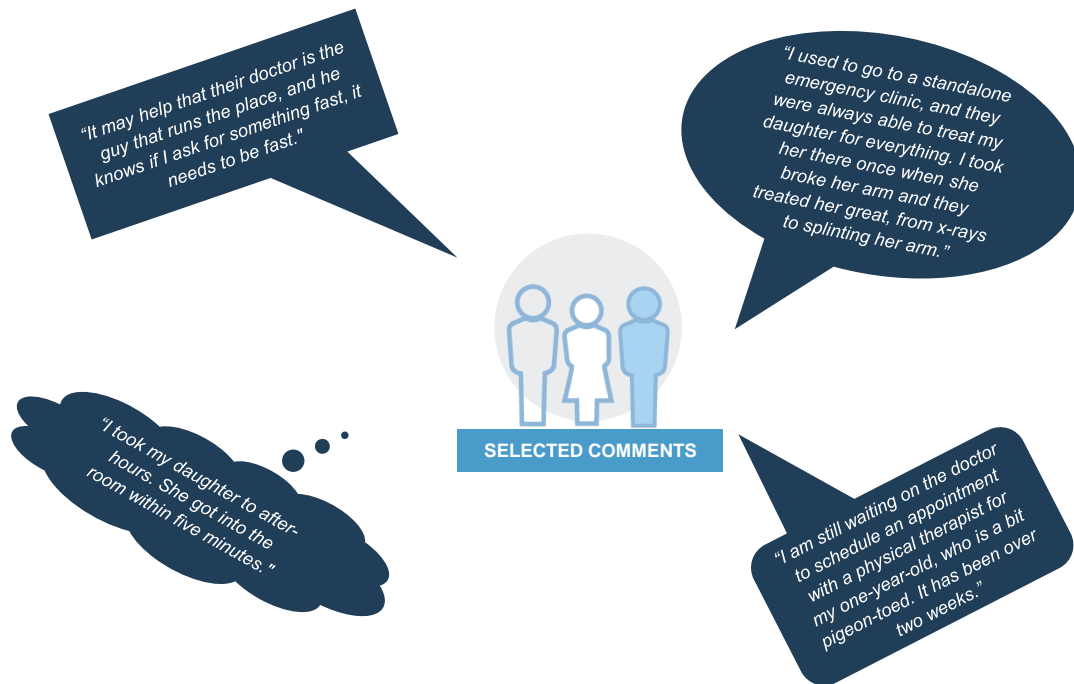 “It may help that their doctor is the
guy that runs the place, and he
knows if I ask for something fast, it
needs to be fast."
“I used to go to a standalone
emergency clinic, and they
were always able to treat my
daughter for everything. I took
her there once when she
broke her arm and they
treated her great, from x-rays
to splinting her arm.”
SELECTED COMMENTS
“I took my daughter to after-
hours. She got into the
room within five minutes. "
“I am still waiting on the doctor
to schedule an appointment
with a physical therapist for
my one-year-old, who is a bit
pigeon-toed. It has been over
two weeks.”